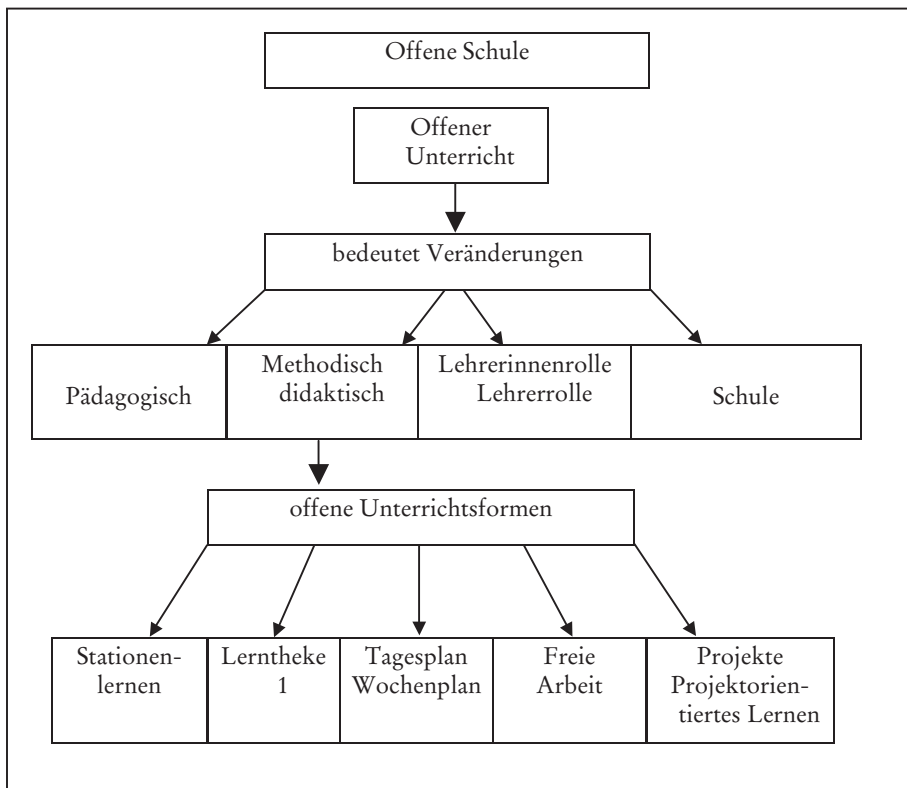 Offene Schule
Offener
Unterricht
bedeutet Veränderungen
Pädagogisch
Methodisch
didaktisch
Lehrerinnenrolle
Lehrerrolle
Schule
offene Unterrichtsformen
Stationen-
lernen
Lerntheke
1
Tagesplan
Wochenplan
Freie
Arbeit
Projekte
Projektorien-
tiertes Lernen